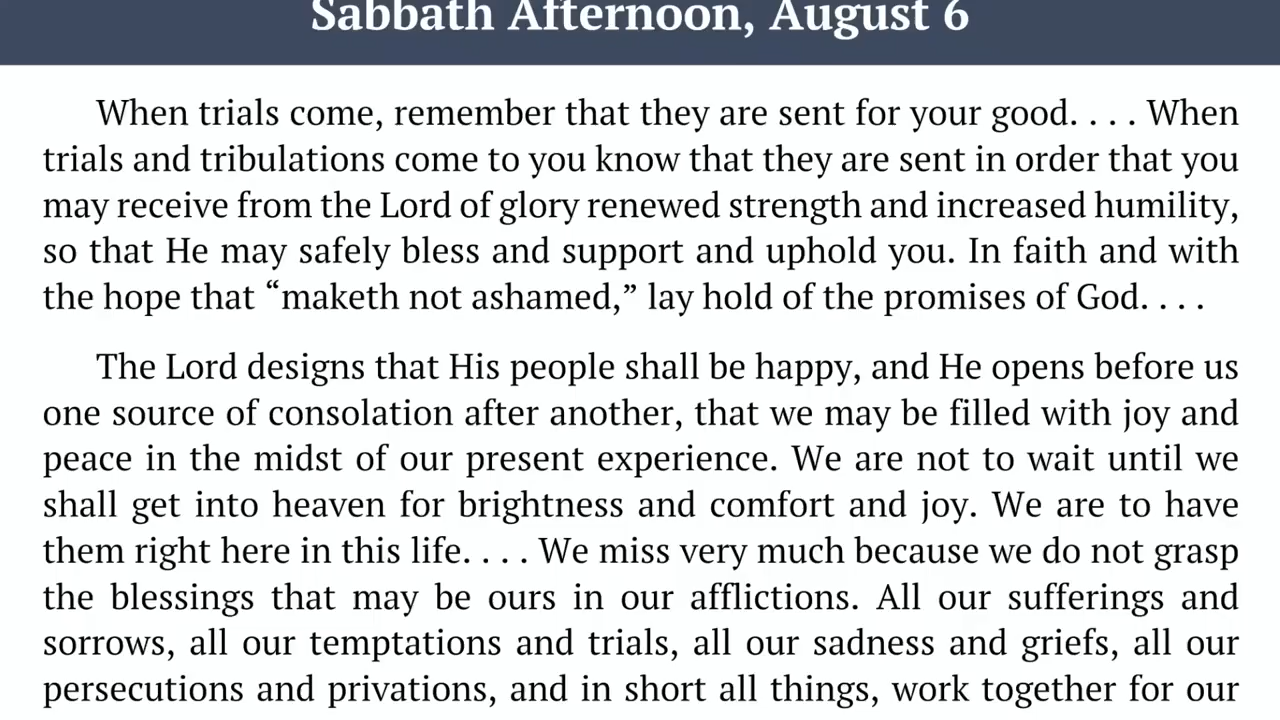 Sabbath Afternoon, August 6
When trials come, remember that they are sent for your good. . . . When
trials and tribulations come to you know that they are sent in order that you
may receive from the Lord of glory renewed strength and increased humility,
so that He may safely bless and support and uphold you. In faith and with
the hope that “maketh not ashamed,” lay hold of the promises of God. . . .
The Lord designs that His people shall be happy, and He opens before us
one source of consolation after another, that we may be filled with joy and
peace in the midst of our present experience. We are not to wait until we
shall get into heaven for brightness and comfort and joy. We are to have
them right here in this life. . . . We miss very much because we do not grasp
the blessings that may be ours in our afflictions. All our sufferings and
sorrows, all our temptations and trials, all our sadness and griefs, all our
persecutions and privations, and in short all things, work together for our